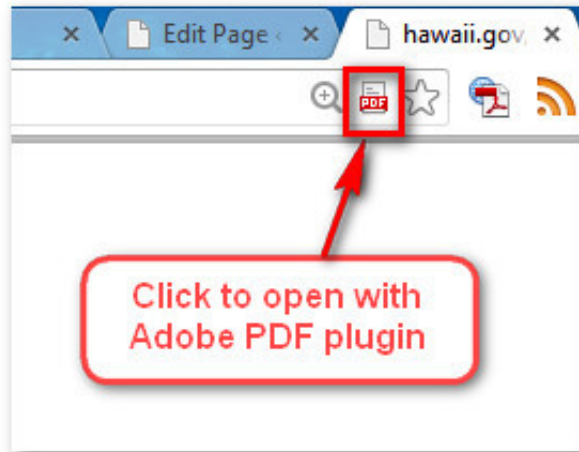 Edit Page
hawaii.gov
PDF
Click to open with
Adobe PDF plugin